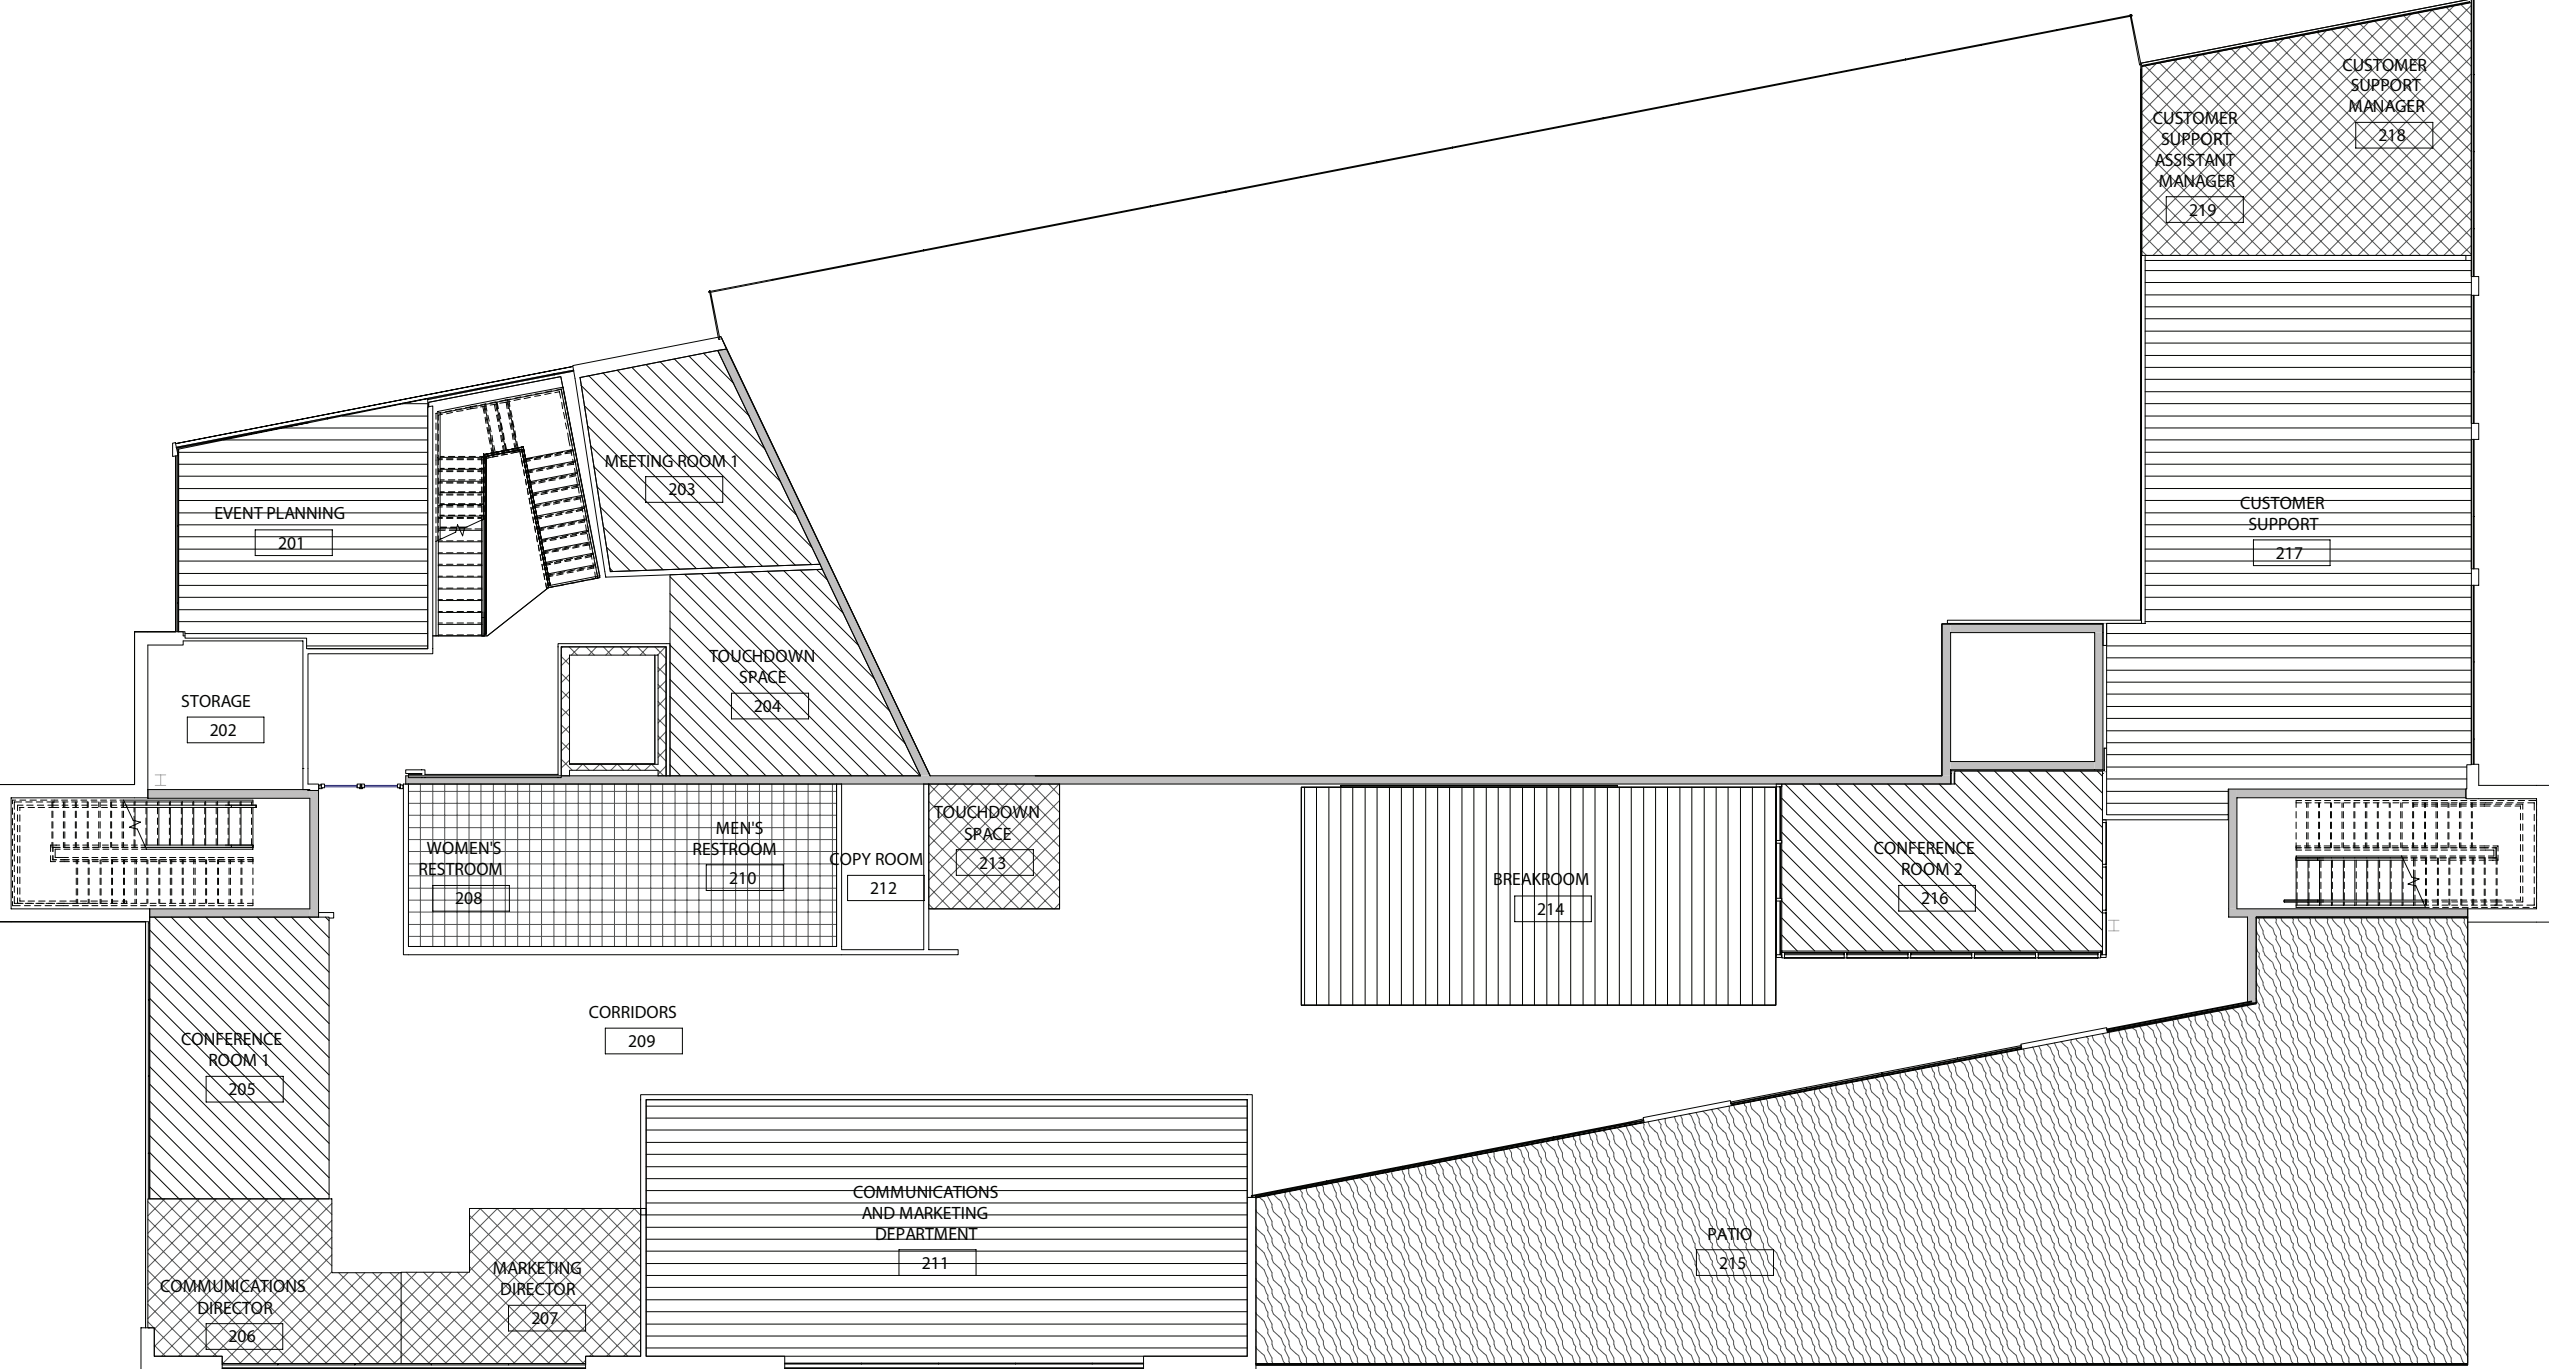 CUSTOMER
SUPPORT
MANAGER
218
CUSTOMER
SUPPORT
ASSISTANT
MANAGER
219
MEETING ROOM 1
203
EVENT PLANNING
201
CUSTOMER
SUPPORT
217
TOUCHDOWN
SPACE
204
STORAGE
202
WOMEN'S
RESTROOM
208
MEN'S
RESTROOM
210
COPY ROOM
212
TOUCHDOWN
SPACE
213
BREAKROOM
214
CONFERENCE
ROOM 2
216
CORRIDORS
209
CONFERENCE
ROOM 1
205
COMMUNICATIONS
AND MARKETING
DEPARTMENT
211
PATIO
215
COMMUNICATIONS
DIRECTOR
206
MARKETING
DIRECTOR
207